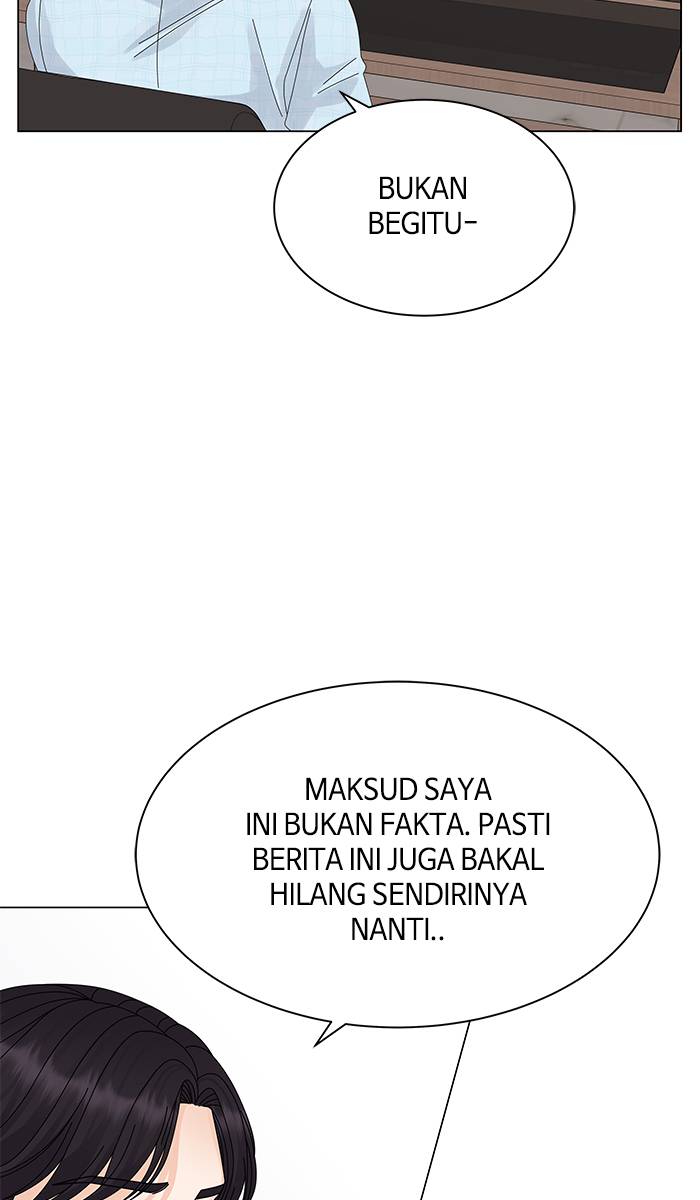 BUKAN
BEGITU-
MAKSUD SAYA
INI BUKAN FAKTA. PASTI
BERITA INI JUGA BAKAL
HILANG SENDIRINYA
NANTI..